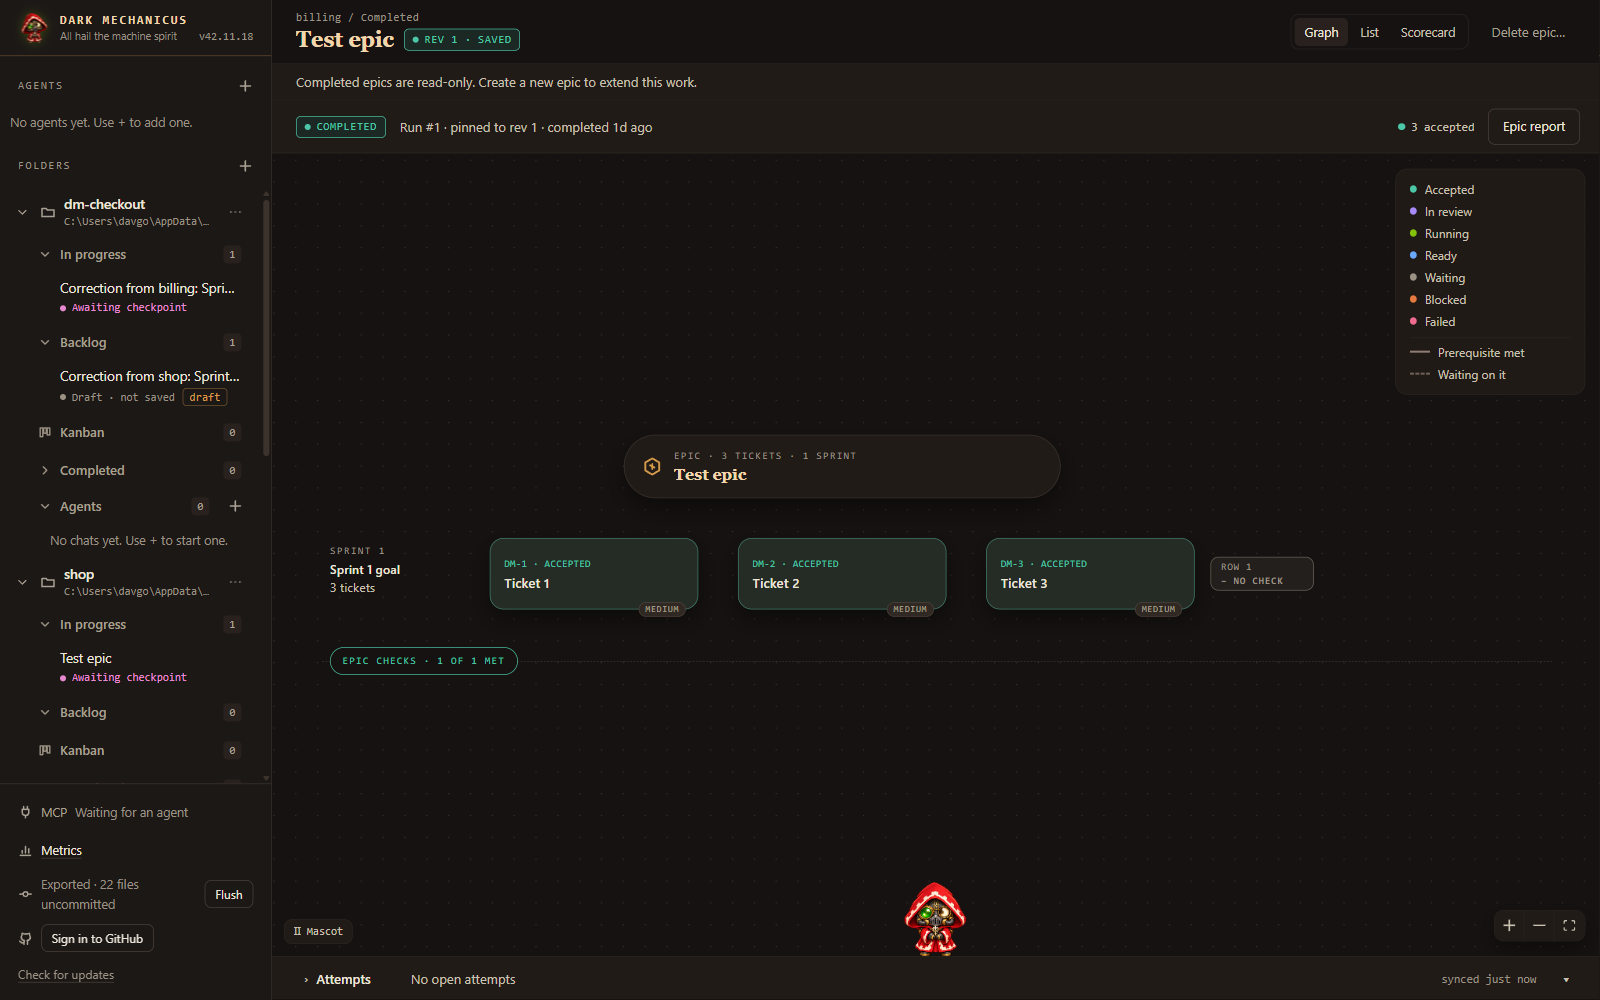 DARK MECHANICUS
All hail the machine spirit v42.11.18
AGENTS
No agents yet. Use + to add one.
FOLDERS
dm-checkout
C:\Users\davgo\AppData\…
In progress 1
Correction from billing: Spri…
Awaiting checkpoint
Backlog 1
Correction from shop: Sprint…
Draft · not saved draft
Kanban 0
Completed 0
Agents 0
No chats yet. Use + to start one.
shop
C:\Users\davgo\AppData\…
In progress 1
Test epic
Awaiting checkpoint
Backlog 0
Kanban 0
MCP Waiting for an agent
Metrics
Exported · 22 files
uncommitted
Flush
Sign in to GitHub
Check for updates
billing / Completed
Test epic
REV 1 · SAVED
Graph List Scorecard Delete epic…
Completed epics are read-only. Create a new epic to extend this work.
COMPLETED Run #1 · pinned to rev 1 · completed 1d ago
3 accepted Epic report
Accepted
In review
Running
Ready
Waiting
Blocked
Failed
Prerequisite met
Waiting on it
EPIC · 3 TICKETS · 1 SPRINT
Test epic
SPRINT 1
Sprint 1 goal
3 tickets
DM-1 · ACCEPTED
Ticket 1
MEDIUM
DM-2 · ACCEPTED
Ticket 2
MEDIUM
DM-3 · ACCEPTED
Ticket 3
MEDIUM
ROW 1
– NO CHECK
EPIC CHECKS · 1 OF 1 MET
Mascot
Attempts No open attempts
synced just now